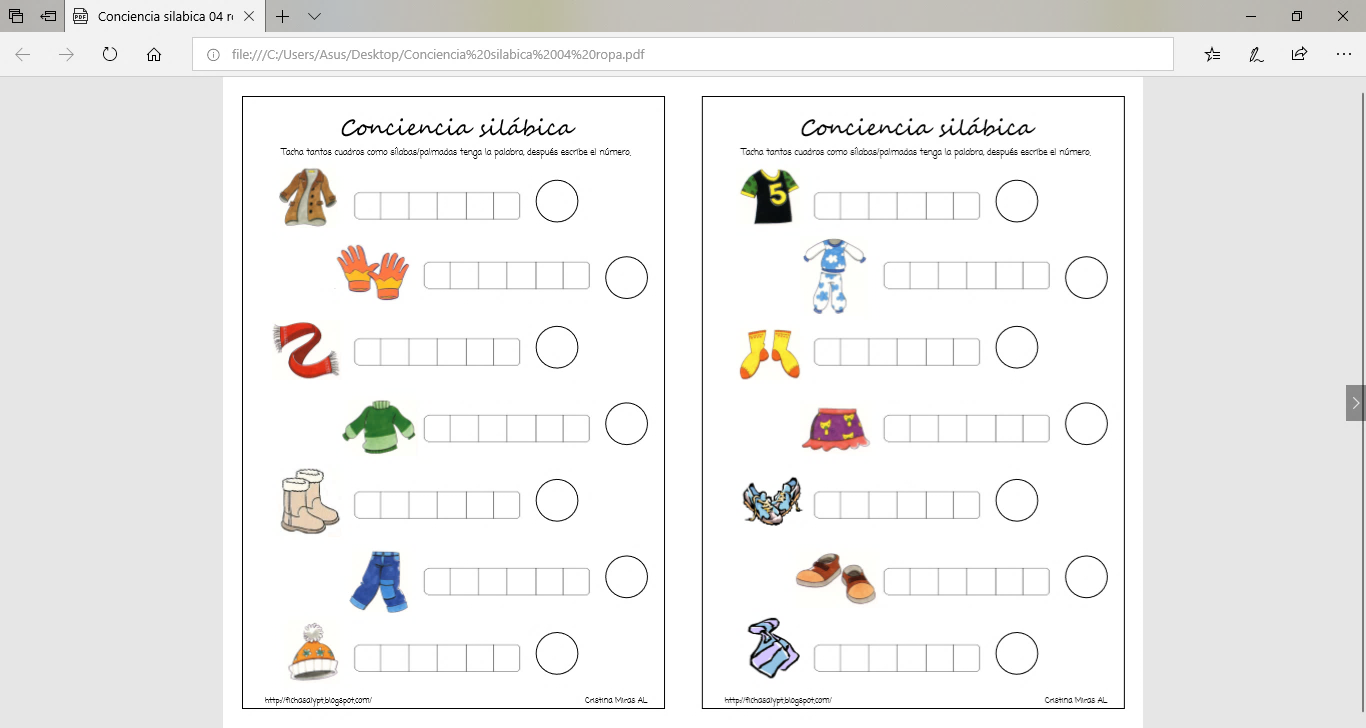 Conciencia silabica 04 r
file:///C:/Users/Asus/Desktop/Conciencia%20silabica%2004%20ropa.pdf
Conciencia silábica
Tacha tantos cuadros como sílabas/palmadas tenga la palabra, después escribe el número.
http://fichasalypt.blogspot.com/
Cristina Miras AL
Conciencia silábica
Tacha tantos cuadros como sílabas/palmadas tenga la palabra, después escribe el número.
5
http://fichasalypt.blogspot.com/
Cristina Miras AL